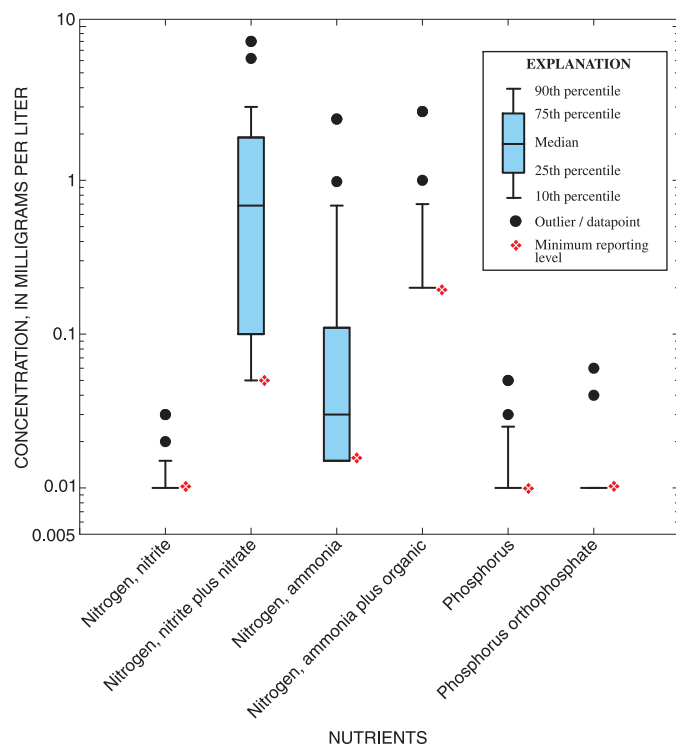 CONCENTRATION, IN MILLIGRAMS PER LITER
10
1
0.1
0.01
0.005
EXPLANATION
90th percentile
75th percentile
Median
25th percentile
10th percentile
Outlier / datapoint
Minimum reporting
level
Nitrogen, nitrite
Nitrogen, nitrite plus nitrate
Nitrogen, ammonia
Nitrogen, ammonia plus organic
Phosphorus
Phosphorus orthophosphate
NUTRIENTS